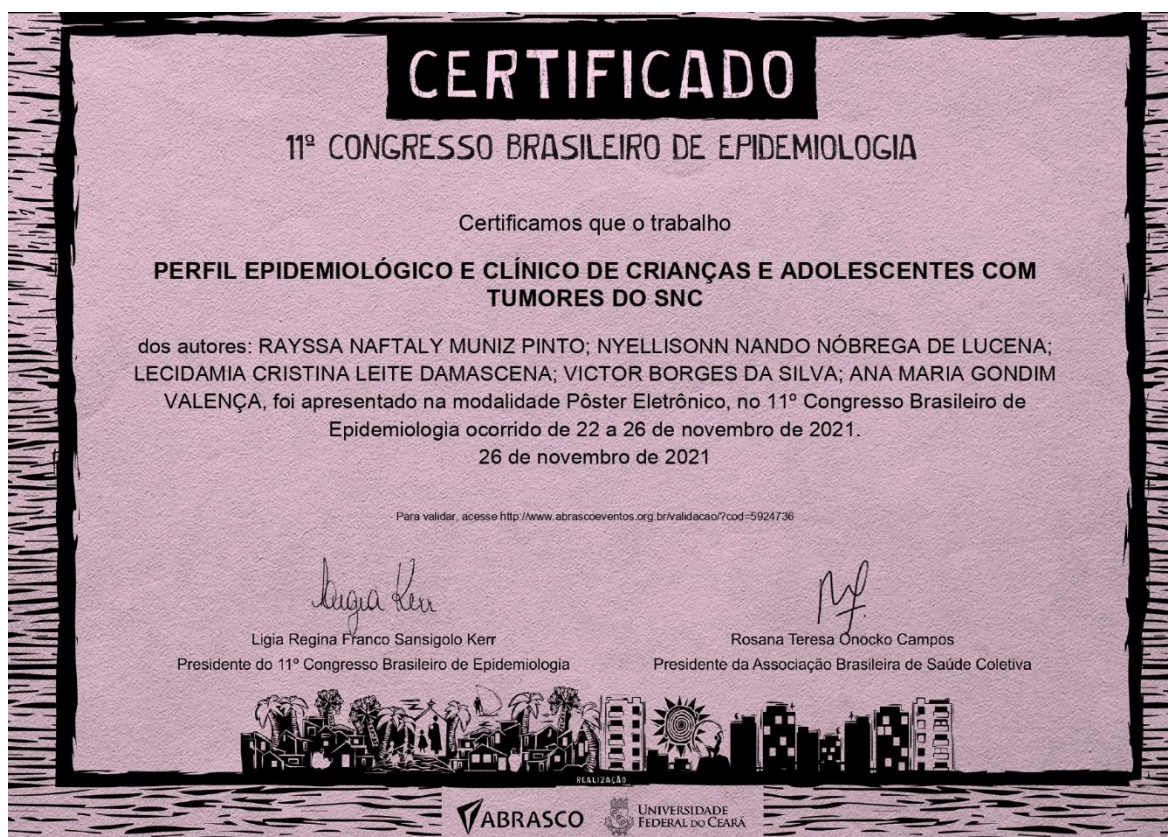 CERTIFICADO
11º CONGRESSO BRASILEIRO DE EPIDEMIOLOGIA
Certificamos que o trabalho
PERFIL EPIDEMIOLÓGICO E CLÍNICO DE CRIANÇAS E ADOLESCENTES COM
TUMORES DO SNC
dos autores: RAYSSA NAFTALY MUNIZ PINTO; NYELLISONN NANDO NÓBREGA DE LUCENA;
LECIDAMIA CRISTINA LEITE DAMASCENA; VICTOR BORGES DA SILVA; ANA MARIA GONDIM
VALENÇA, foi apresentado na modalidade Pôster Eletrônico, no 11º Congresso Brasileiro de
Epidemiologia ocorrido de 22 a 26 de novembro de 2021.
26 de novembro de 2021
Para validar, acesse http://www.abrascoeventos.org.br/validacao/?cod=5924736
Ligia Kerr
Ligia Regina Franco Sansigolo Kerr
Presidente do 11º Congresso Brasileiro de Epidemiologia
Rosana Teresa Onocko Campos
Presidente da Associação Brasileira de Saúde Coletiva
REALIZAÇÃO
ABRASCO
UNIVERSIDADE
FEDERAL DO CEARÁ